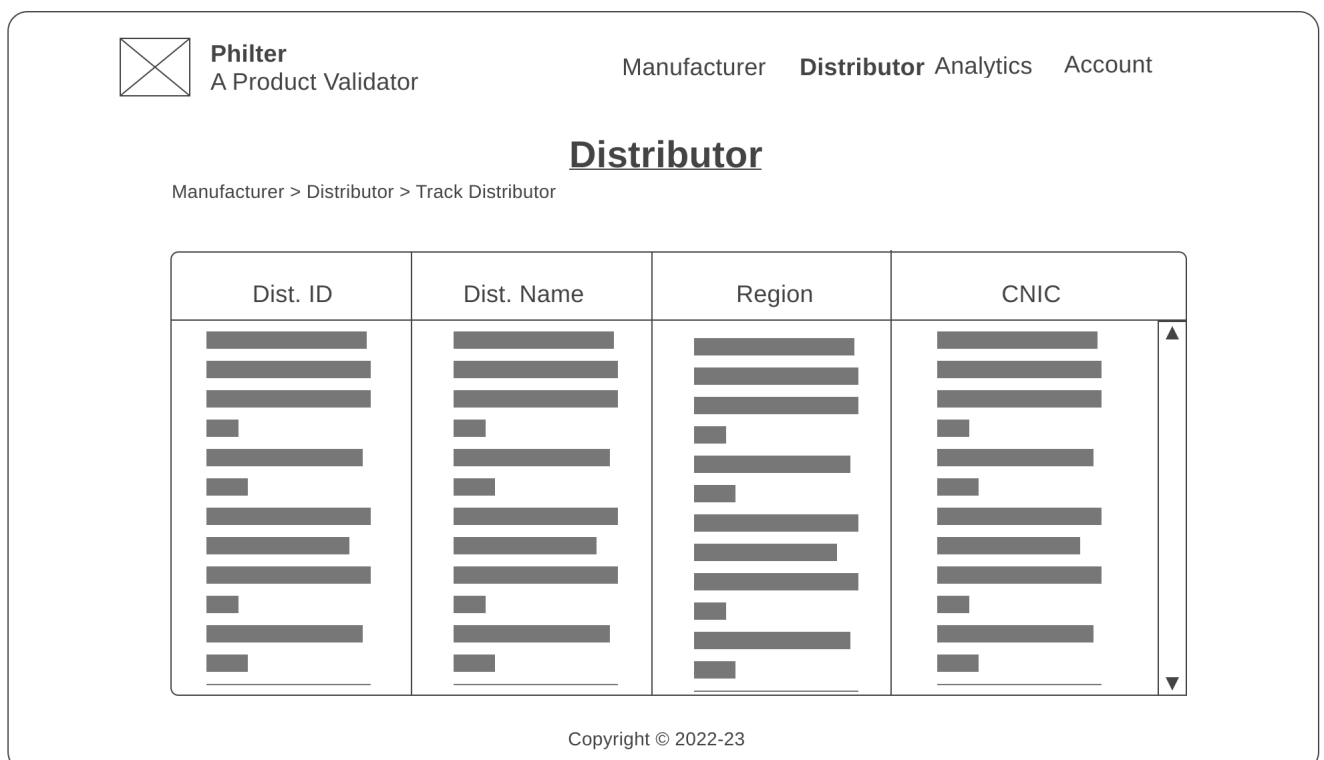 Philter
A Product Validator
Manufacturer Distributor Analytics Account
Distributor
Manufacturer > Distributor > Track Distributor
Dist. ID Dist. Name Region CNIC
Copyright © 2022-23